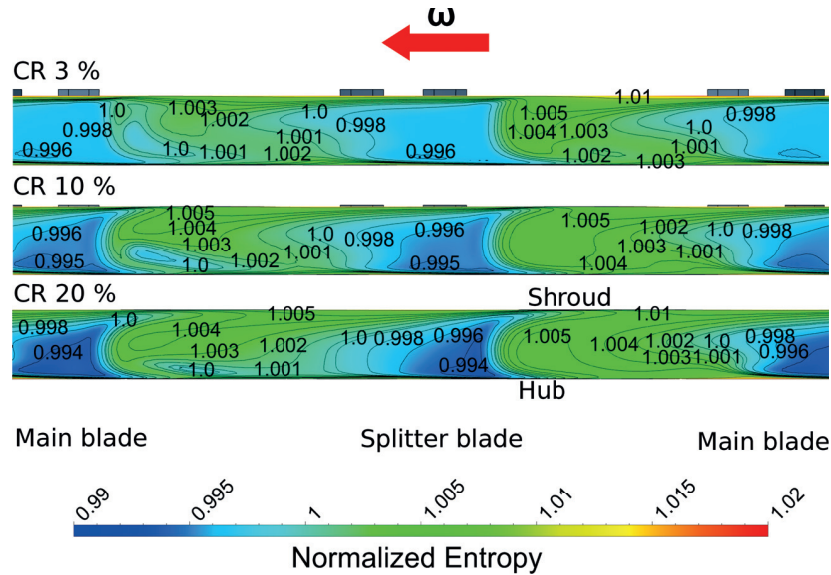 ω
CR 3 %
1.003 1.0 1.01
0.998 1.002 0.998 1.005 1.003 1.0 0.998
1.001 1.004 1.001
0.996 1.0 1.001 1.002 0.996 1.002 1.003 0.996
CR 10 %
1.005 1.005
0.996 1.004 1.0 0.998 0.996 1.002 1.0 0.998
1.003 1.001 1.003 1.001
0.995 1.0 1.002 0.995 1.004
CR 20 %
Shroud
0.998 1.0 1.005 1.01
1.004 1.002 1.0 0.998 0.996 1.005 1.004 1.002 1.0 0.998
0.994 1.003 0.994 1.003 1.001 0.996
1.0 1.001
Hub
Main blade Splitter blade Main blade
0.99 0.995 1 1.005 1.01 1.015 1.02
Normalized Entropy